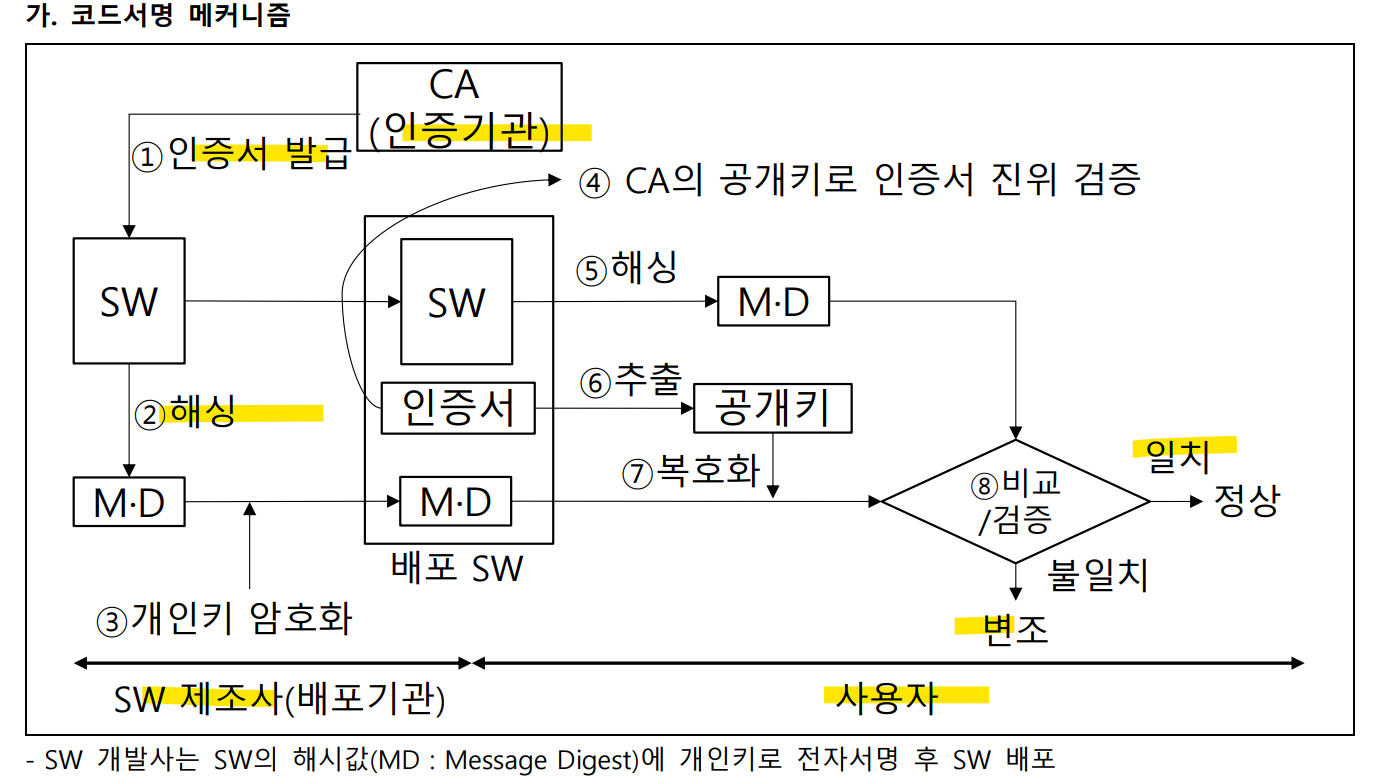 가. 코드서명 메커니즘
CA
(인증기관)
①인증서 발급
④ CA의 공개키로 인증서 진위 검증
SW
SW
⑤해싱
M·D
②해싱
인증서
⑥추출
공개키
M·D
M·D
⑦복호화
⑧비교
/검증
일치
정상
배포 SW
불일치
③개인키 암호화
변조
SW 제조사(배포기관)
사용자
- SW 개발사는 SW의 해시값(MD : Message Digest)에 개인키로 전자서명 후 SW 배포